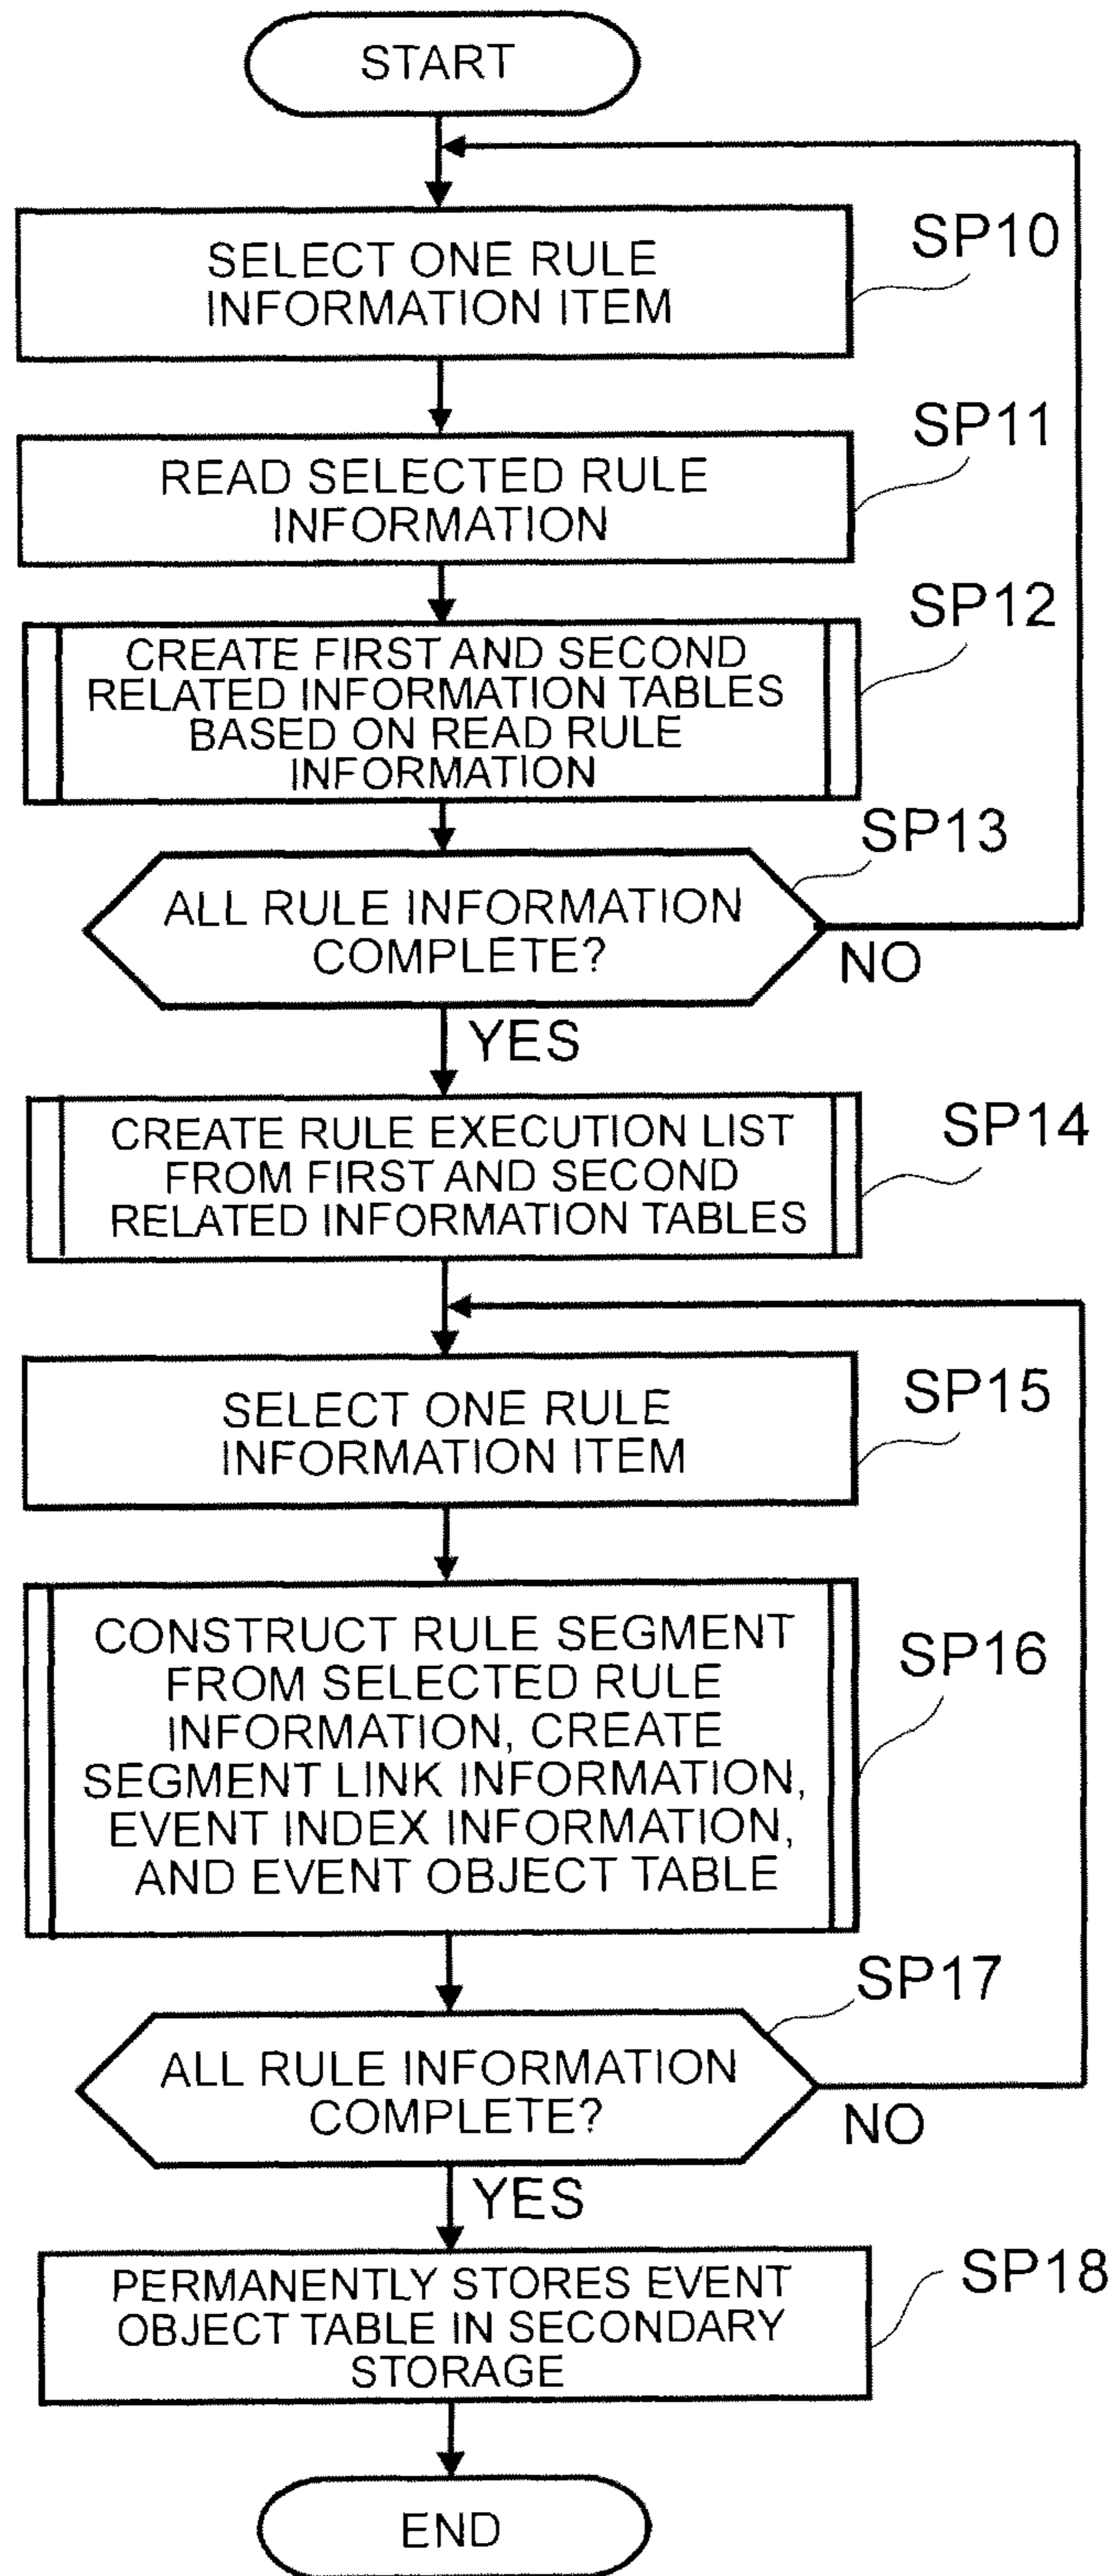 START
SELECT ONE RULE
INFORMATION ITEM
SP10
READ SELECTED RULE
INFORMATION
SP11
CREATE FIRST AND SECOND
RELATED INFORMATION TABLES
BASED ON READ RULE
INFORMATION
SP12
ALL RULE INFORMATION
COMPLETE?
SP13
NO
YES
CREATE RULE EXECUTION LIST
FROM FIRST AND SECOND
RELATED INFORMATION TABLES
SP14
SELECT ONE RULE
INFORMATION ITEM
SP15
CONSTRUCT RULE SEGMENT
FROM SELECTED RULE
INFORMATION, CREATE
SEGMENT LINK INFORMATION,
EVENT INDEX INFORMATION,
AND EVENT OBJECT TABLE
SP16
ALL RULE INFORMATION
COMPLETE?
SP17
NO
YES
PERMANENTLY STORES EVENT
OBJECT TABLE IN SECONDARY
STORAGE
SP18
END